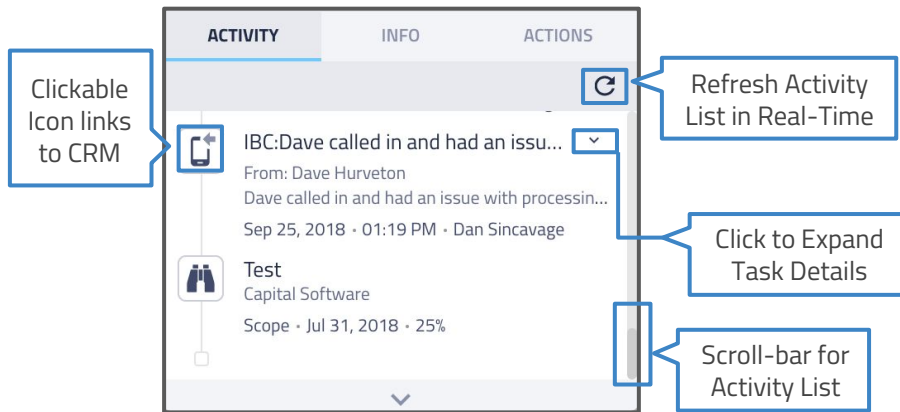 ACTIVITY INFO ACTIONS
Clickable
Icon links
to CRM
Refresh Activity
List in Real-Time
IBC:Dave called in and had an issu...
From: Dave Hurveton
Dave called in and had an issue with processin...
Sep 25, 2018 • 01:19 PM • Dan Sincavage
Click to Expand
Task Details
Test
Capital Software
Scope • Jul 31, 2018 • 25%
Scroll-bar for
Activity List